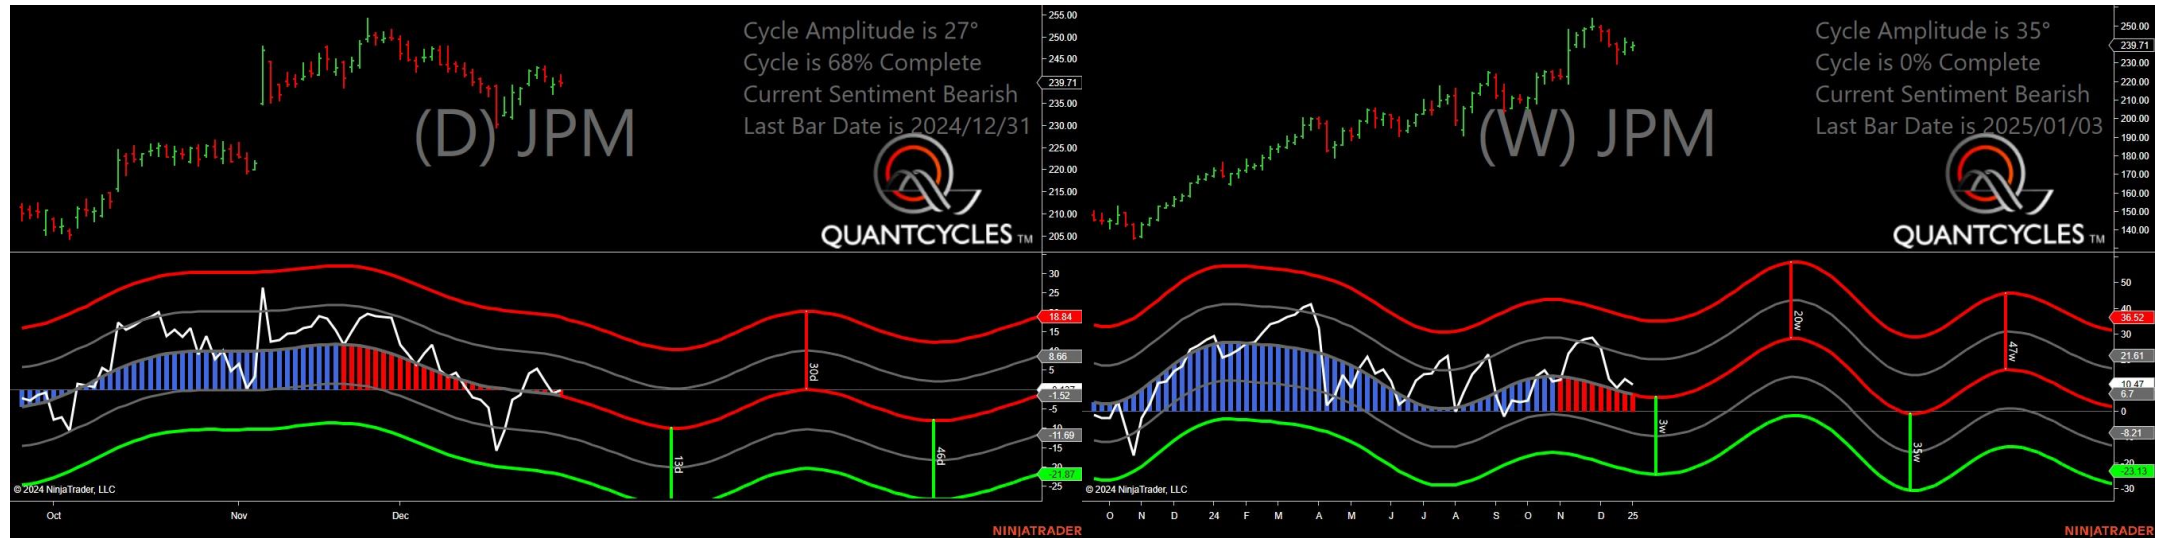 Cycle Amplitude is 27°
Cycle is 68% Complete
Current Sentiment Bearish
Last Bar Date is 2024/12/31
(D) JPM
QUANTCYCLES TM
255.00
250.00
245.00
239.71
235.00
230.00
225.00
220.00
215.00
210.00
205.00
30
25
18.84
15
8.66
5
-1.52
-5
-10
-11.69
-15
-20
-21.87
-25
30d
13d
46d
© 2024 NinjaTrader, LLC
Oct Nov Dec
NINJATRADER
Cycle Amplitude is 35°
Cycle is 0% Complete
Current Sentiment Bearish
Last Bar Date is 2025/01/03
(W) JPM
QUANTCYCLES TM
250.00
239.71
230.00
220.00
210.00
200.00
190.00
180.00
170.00
160.00
150.00
140.00
50
40
36.52
30
21.61
10.47
6.7
0
-8.21
-20
-23.13
-30
20w
47w
3w
35w
© 2024 NinjaTrader, LLC
O N D 24 F M A M J J A S O N D 25
NINJATRADER